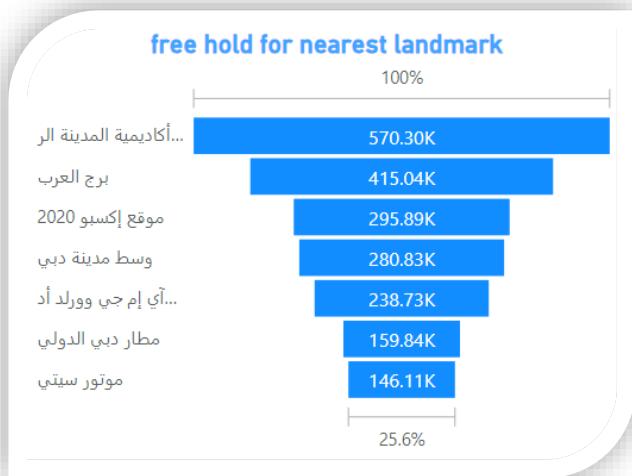 free hold for nearest landmark
100%
أكاديمية المدينة الر...
570.30K
برج العرب
415.04K
موقع إكسبو 2020
295.89K
وسط مدينة دبي
280.83K
آي إم جي وورلد أد...
238.73K
مطار دبي الدولي
159.84K
موتور سيتي
146.11K
25.6%